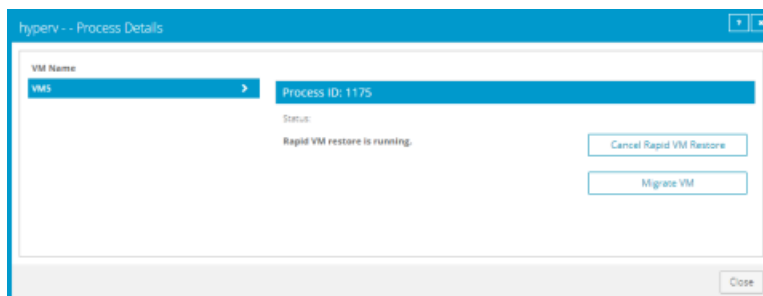 hyperv - - Process Details
?
VM Name
VM5
Process ID: 1175
Status:
Rapid VM restore is running.
Cancel Rapid VM Restore
Migrate VM
Close